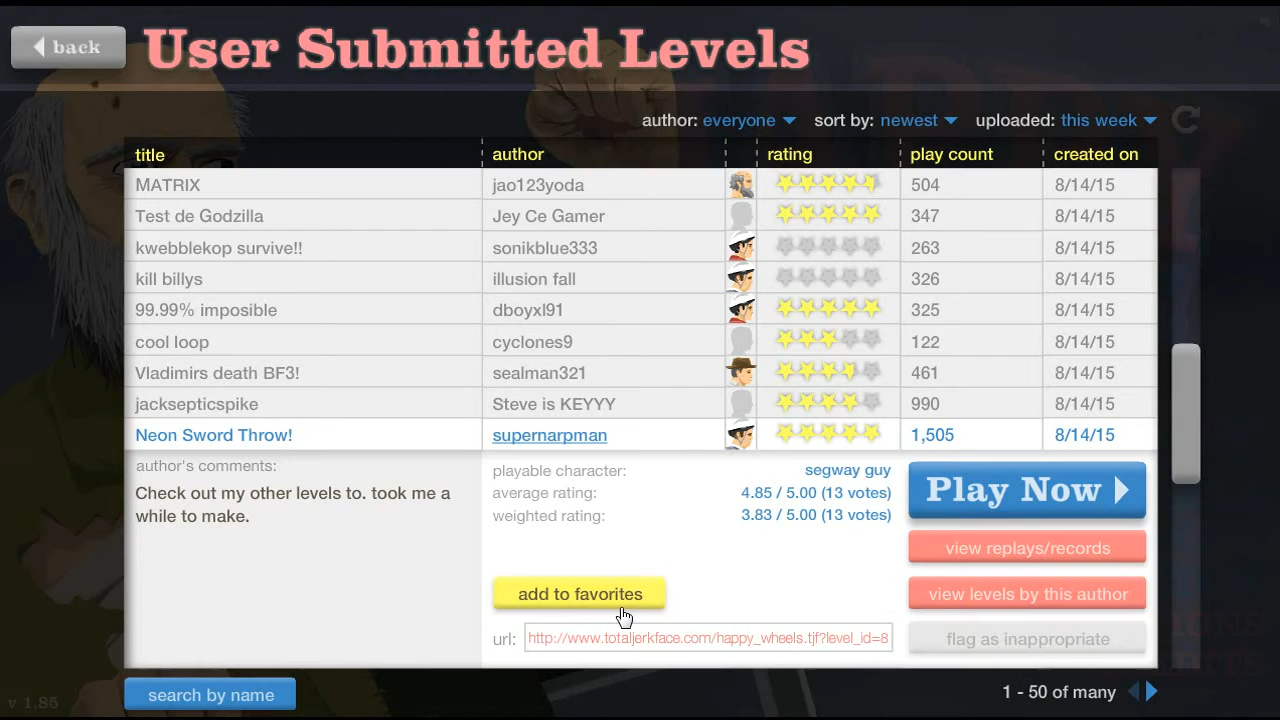 back
User Submitted Levels
author: everyone sort by: newest uploaded: this week
title author rating play count created on
MATRIX jao123yoda 504 8/14/15
Test de Godzilla Jey Ce Gamer 347 8/14/15
kwebblekop survive!! sonikblue333 263 8/14/15
kill billys illusion fall 326 8/14/15
99.99% imposible dboyxl91 325 8/14/15
cool loop cyclones9 122 8/14/15
Vladimirs death BF3! sealman321 461 8/14/15
jacksepticspike Steve is KEYYY 990 8/14/15
Neon Sword Throw! supernarpman 1,505 8/14/15
author's comments:
Check out my other levels to. took me a
while to make.
playable character: segway guy
average rating: 4.85 / 5.00 (13 votes)
weighted rating: 3.83 / 5.00 (13 votes)
add to favorites
url: http://www.totaljerkface.com/happy_wheels.tjf?level_id=8
Play Now
view replays/records
view levels by this author
flag as inappropriate
v 1.85
search by name
1 - 50 of many